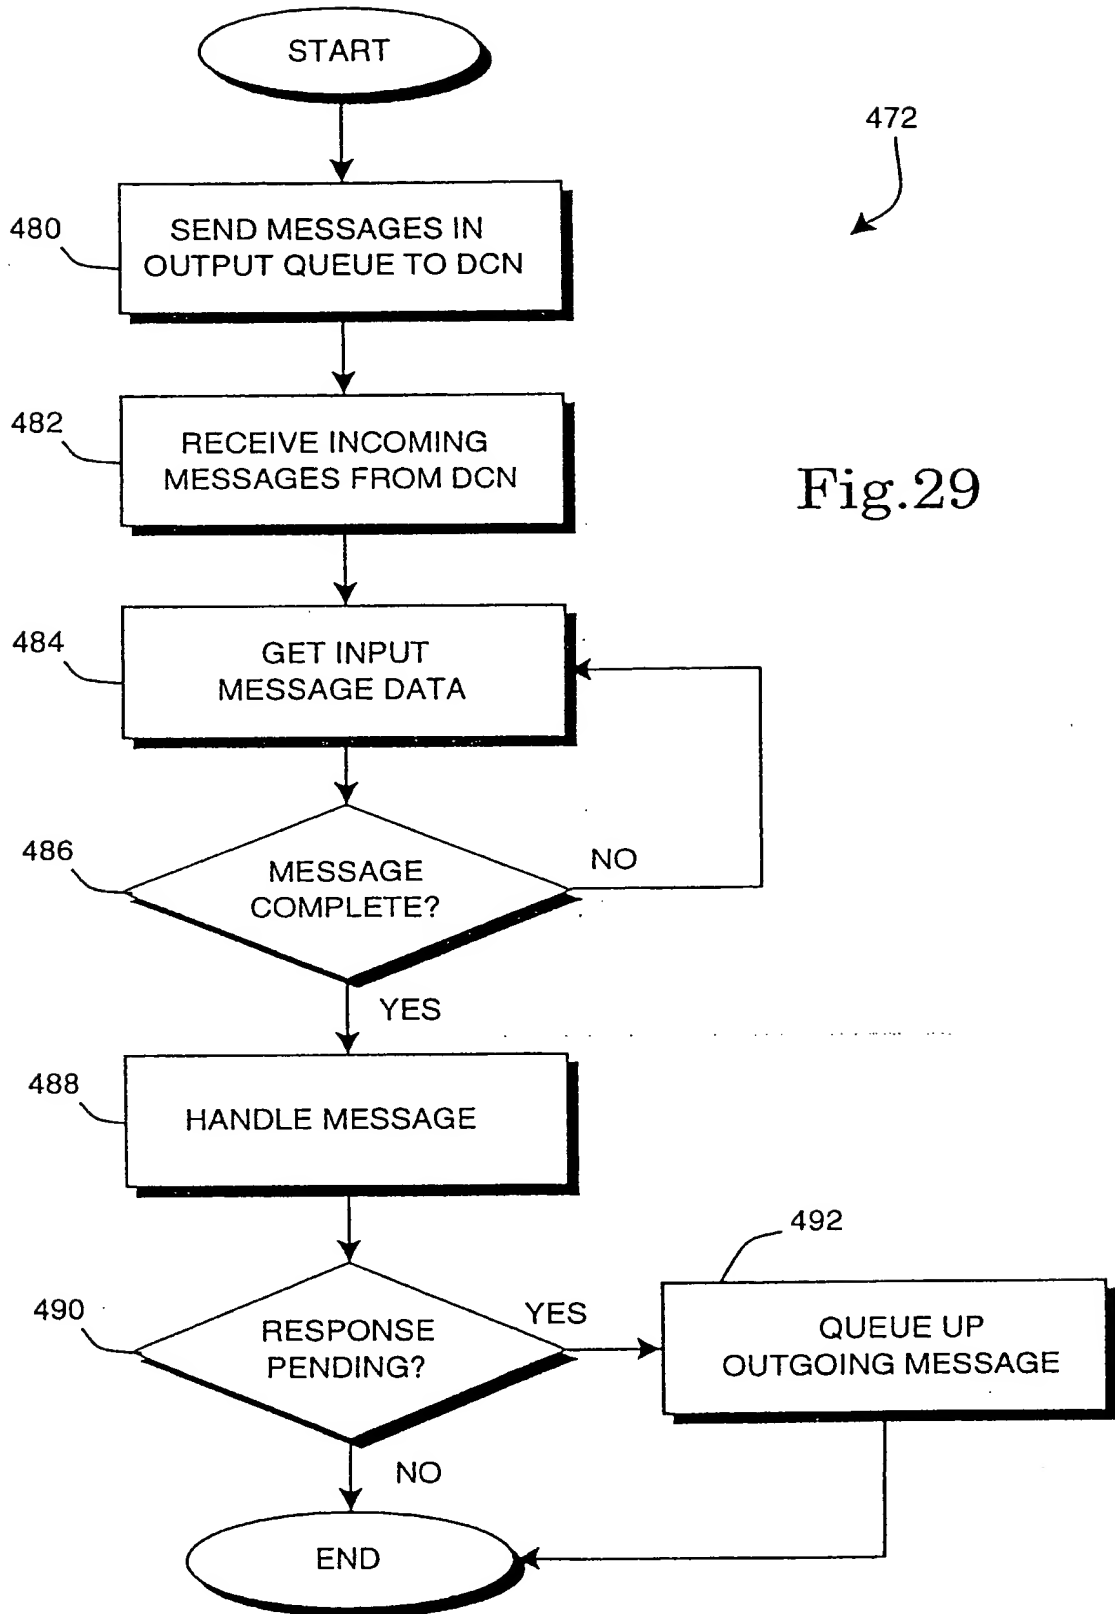 START
472
480
SEND MESSAGES IN
OUTPUT QUEUE TO DCN
482
RECEIVE INCOMING
MESSAGES FROM DCN
Fig.29
484
GET INPUT
MESSAGE DATA
486
MESSAGE
COMPLETE?
NO
YES
488
HANDLE MESSAGE
492
490
RESPONSE
PENDING?
YES
QUEUE UP
OUTGOING MESSAGE
NO
END